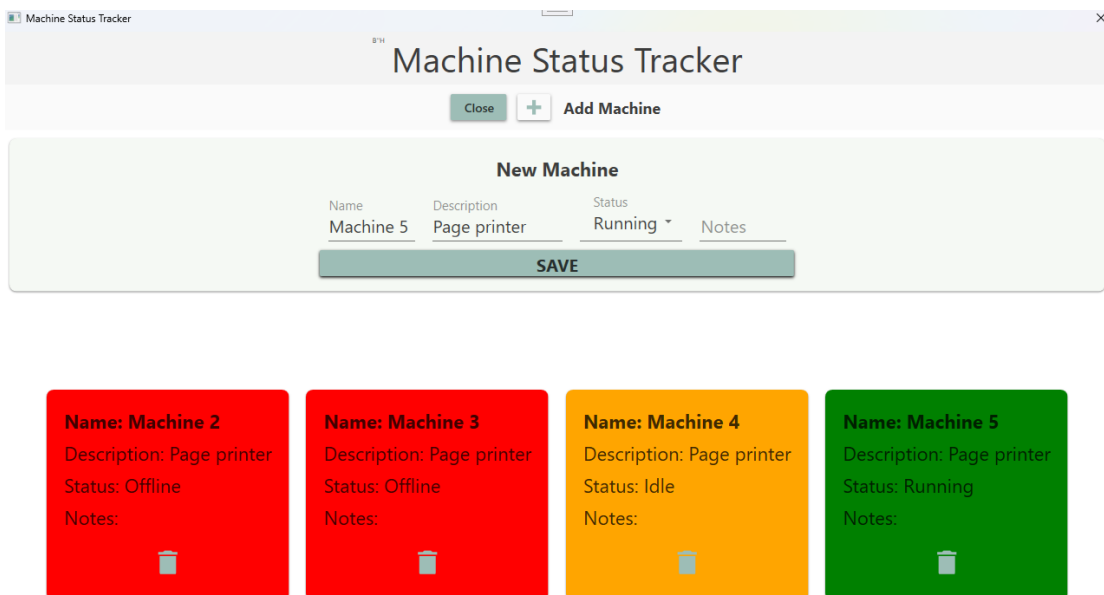 Machine Status Tracker
B"H
Machine Status Tracker
Close
Add Machine
New Machine
Name Description Status
Machine 5 Page printer Running Notes
SAVE
Name: Machine 2
Description: Page printer
Status: Offline
Notes:
Name: Machine 3
Description: Page printer
Status: Offline
Notes:
Name: Machine 4
Description: Page printer
Status: Idle
Notes:
Name: Machine 5
Description: Page printer
Status: Running
Notes: